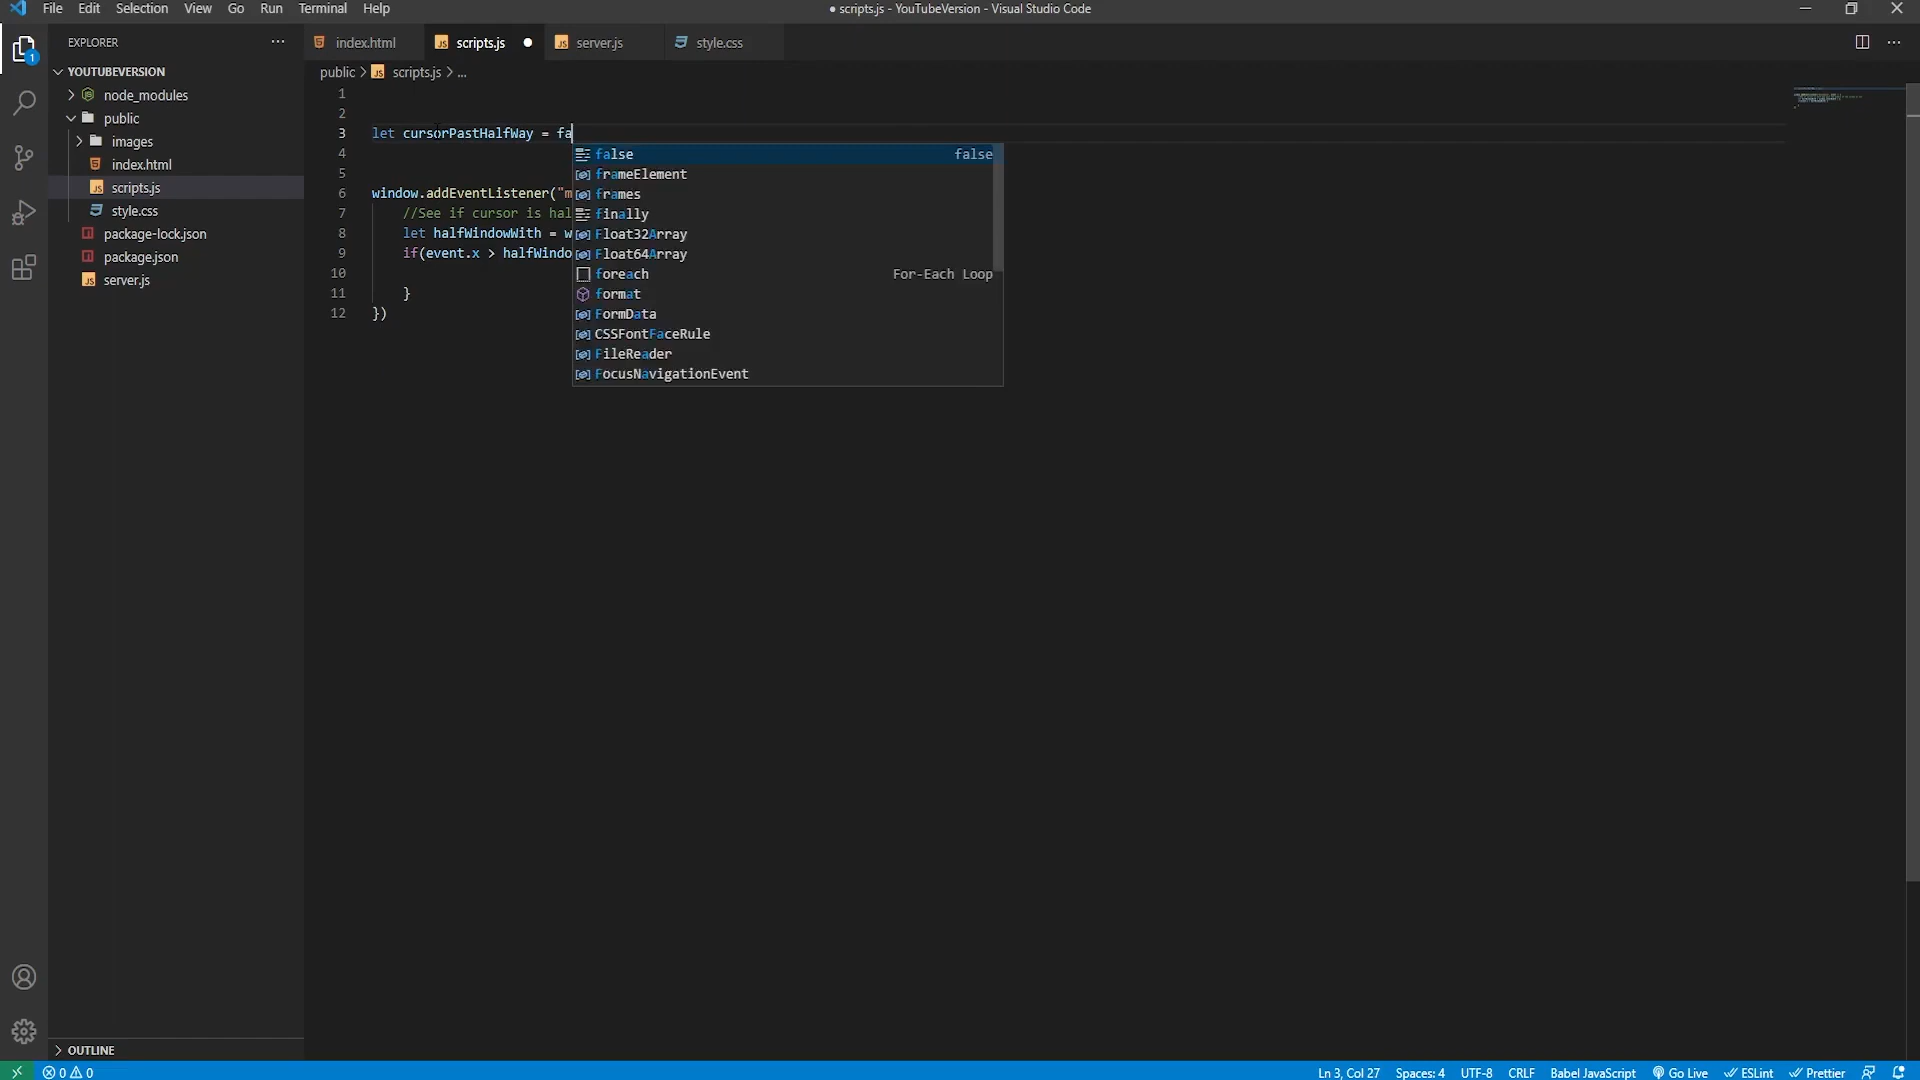 File Edit Selection View Go Run Terminal Help
● scripts.js - YouTubeVersion - Visual Studio Code
EXPLORER
index.html
scripts.js
server.js
style.css
1
YOUTUBEVERSION
public > scripts.js > ...
node_modules
public
images
index.html
scripts.js
style.css
package-lock.json
package.json
server.js
1
2
3 let cursorPastHalfWay = fa
4
5
6 window.addEventListener("m
7 //See if cursor is hal
8 let halfWindowWith = w
9 if(event.x > halfWindo
10
11 }
12 })
false false
frameElement
frames
finally
Float32Array
Float64Array
foreach For-Each Loop
format
FormData
CSSFontFaceRule
FileReader
FocusNavigationEvent
OUTLINE
0 0
Ln 3, Col 27 Spaces: 4 UTF-8 CRLF Babel JavaScript Go Live ESLint Prettier